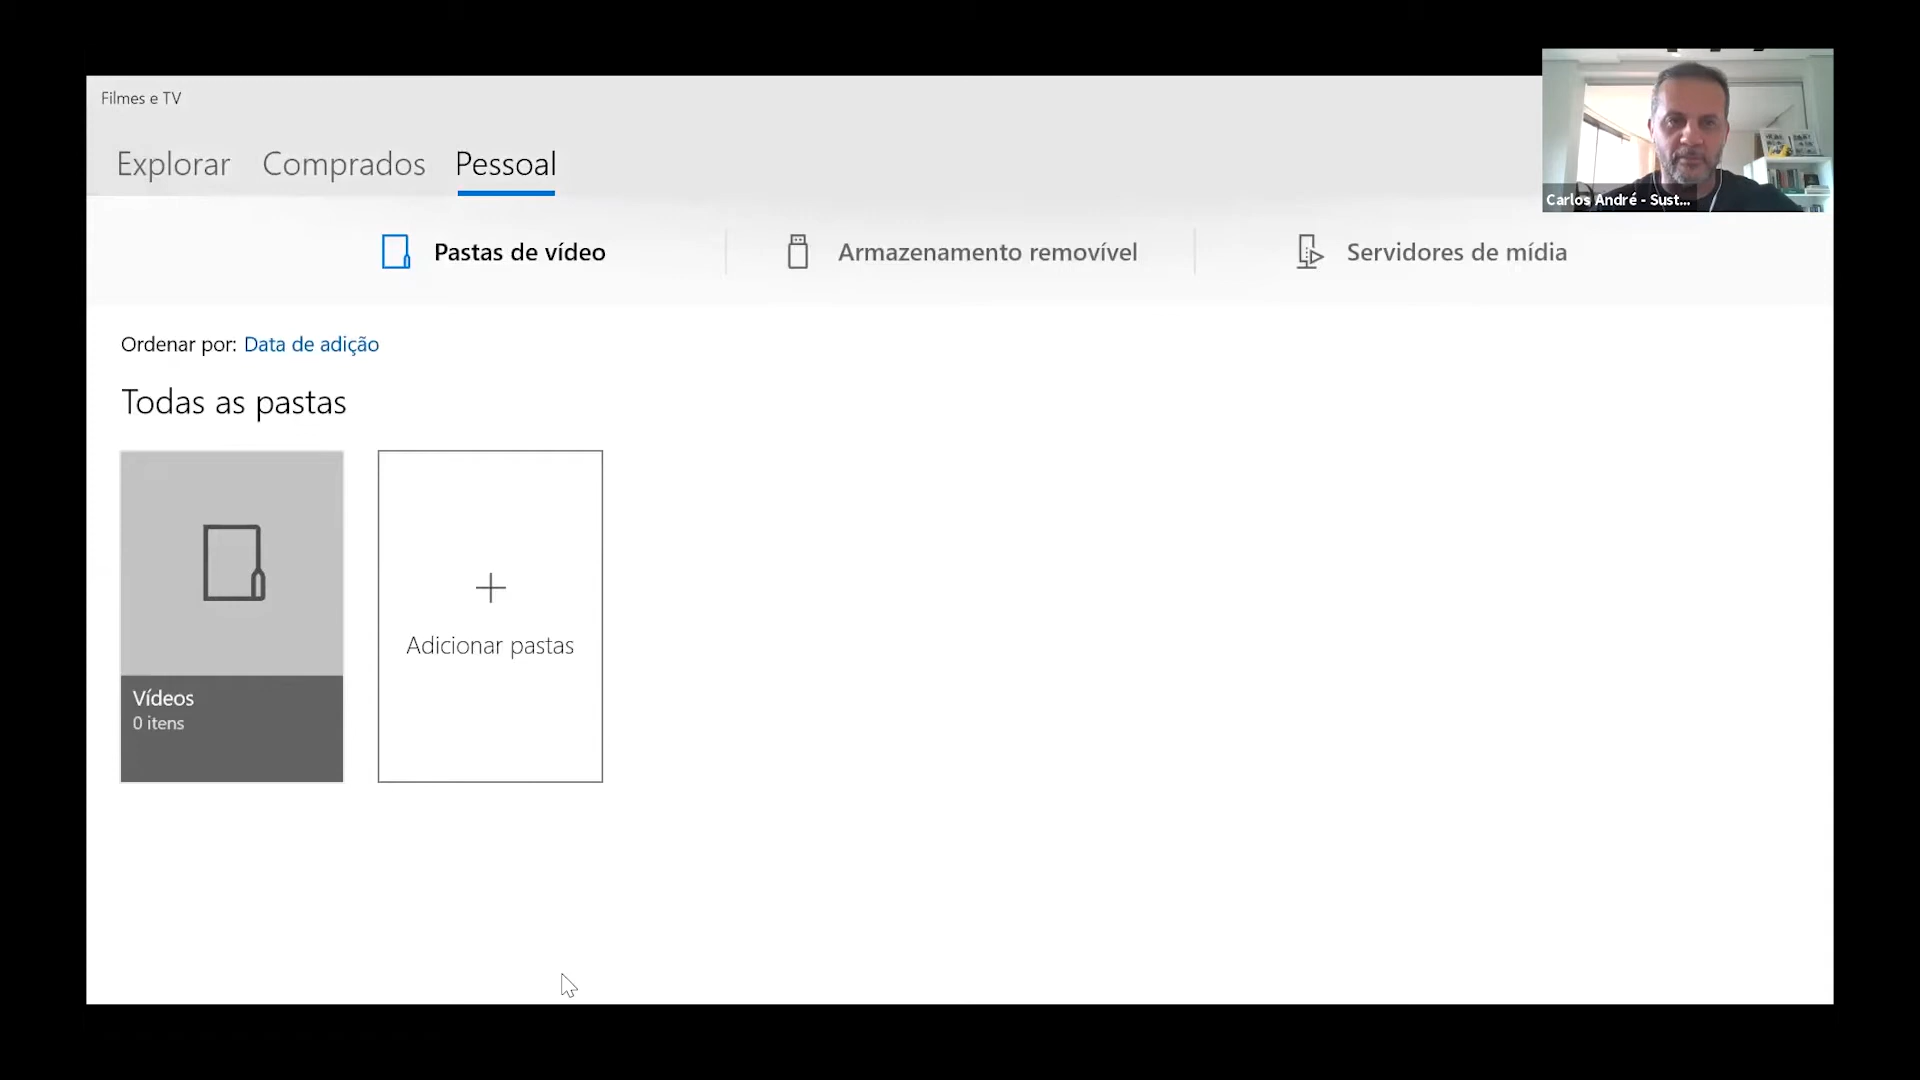 Filmes e TV
Explorar Comprados Pessoal
Carlos André - Sust...
Pastas de vídeo Armazenamento removível Servidores de mídia
Ordenar por: Data de adição
Todas as pastas
Adicionar pastas
Vídeos
0 itens